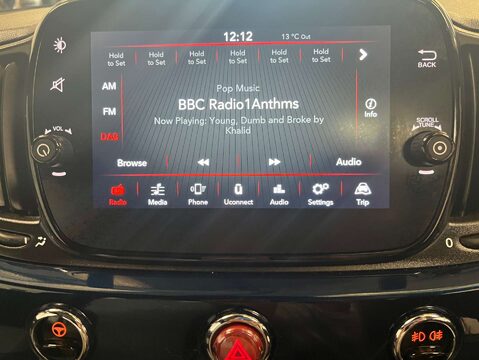 12:12 13 °C Out
Hold to Set Hold to Set Hold to Set Hold to Set Hold to Set Hold to Set
BACK
AM
Pop Music
BBC Radio1Anthms
Info
FM
Now Playing: Young, Dumb and Broke by
Khalid
SCROLL
TUNE
VOL
DAB
Browse Audio
Radio Media Phone Uconnect Audio Settings Trip
0